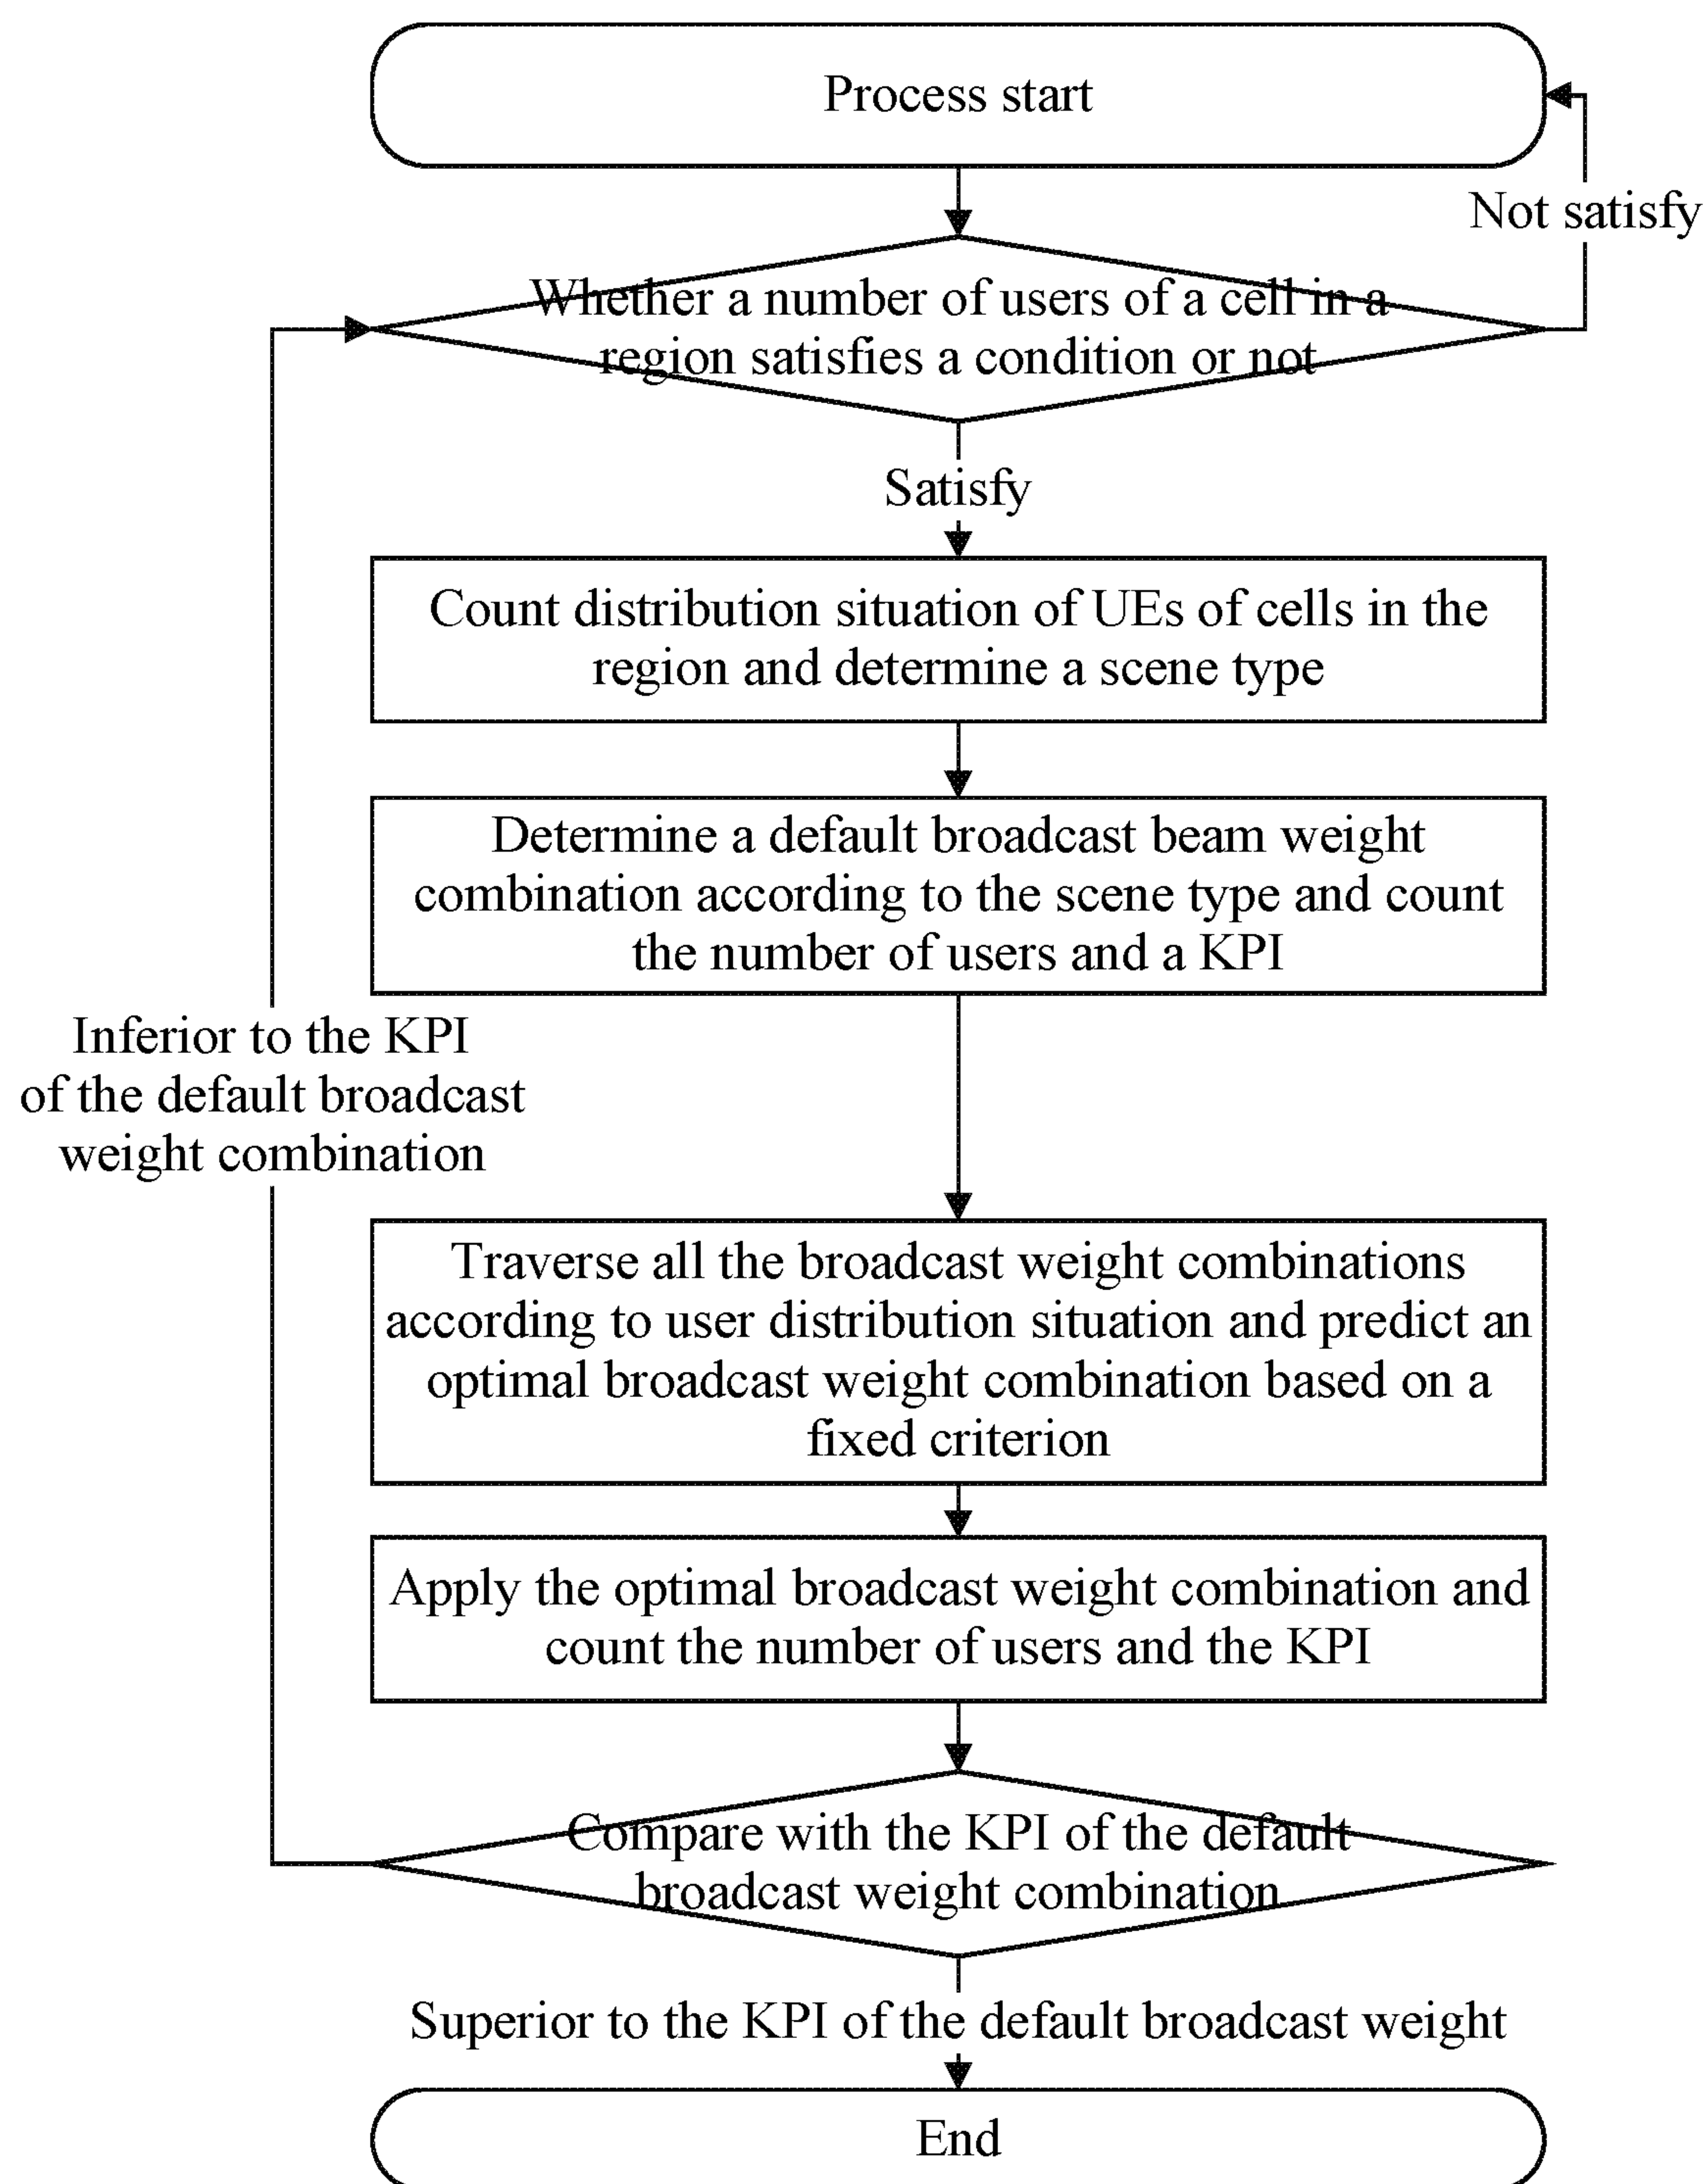 Process start
Not satisfy
Whether a number of users of a cell in a
region satisfies a condition or not
Satisfy
Count distribution situation of UEs of cells in the
region and determine a scene type
Determine a default broadcast beam weight
combination according to the scene type and count
the number of users and a KPI
Inferior to the KPI
of the default broadcast
weight combination
Traverse all the broadcast weight combinations
according to user distribution situation and predict an
optimal broadcast weight combination based on a
fixed criterion
Apply the optimal broadcast weight combination and
count the number of users and the KPI
Compare with the KPI of the default
broadcast weight combination
Superior to the KPI of the default broadcast weight
End